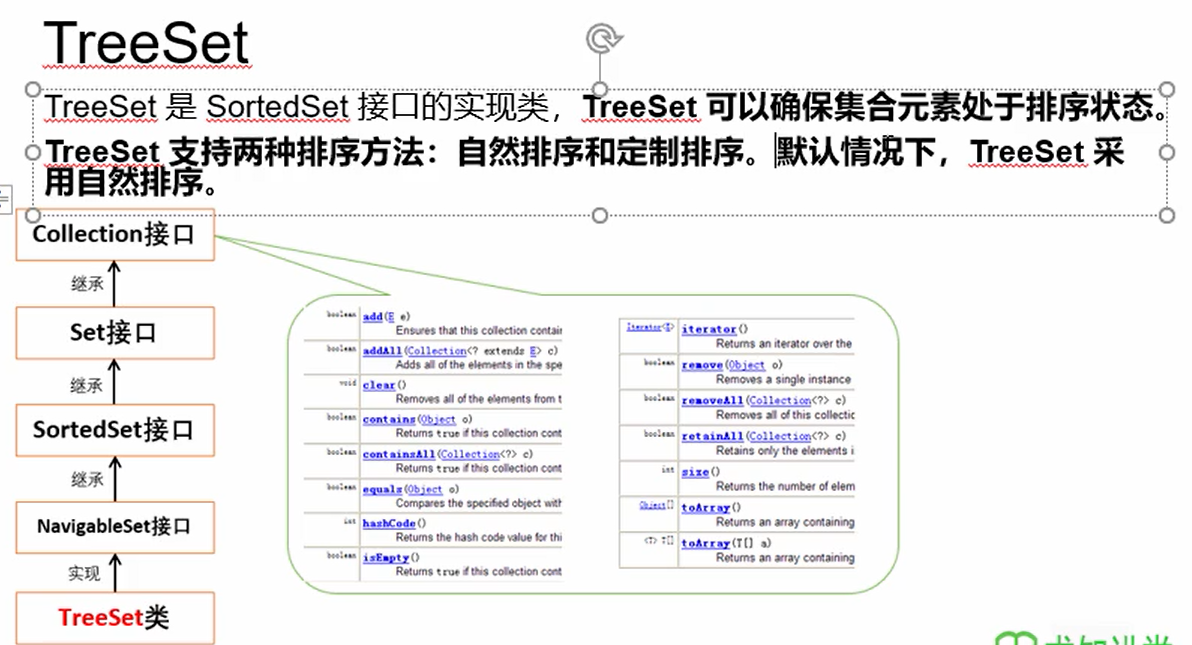 TreeSet
TreeSet 是 SortedSet 接口的实现类，TreeSet 可以确保集合元素处于排序状态。
TreeSet 支持两种排序方法：自然排序和定制排序。默认情况下，TreeSet 采
用自然排序。
Collection接口
继承
Set接口
继承
SortedSet接口
继承
NavigableSet接口
实现
TreeSet类
boolean add(E e)
Ensures that this collection contain
boolean addAll(Collection<? extends E> c)
Adds all of the elements in the spe
void clear()
Removes all of the elements from t
boolean contains(Object o)
Returns true if this collection cont
boolean containsAll(Collection<?> c)
Returns true if this collection cont
boolean equals(Object o)
Compares the specified object with
int hashCode()
Returns the hash code value for thi
boolean isEmpty()
Returns true if this collection cont
Iterator<E> iterator()
Returns an iterator over the
boolean remove(Object o)
Removes a single instance
boolean removeAll(Collection<?> c)
Removes all of this collectic
boolean retainAll(Collection<?> c)
Retains only the elements i
int size()
Returns the number of elem
Object[] toArray()
Returns an array containing
<T> T[] toArray(T[] a)
Returns an array containing